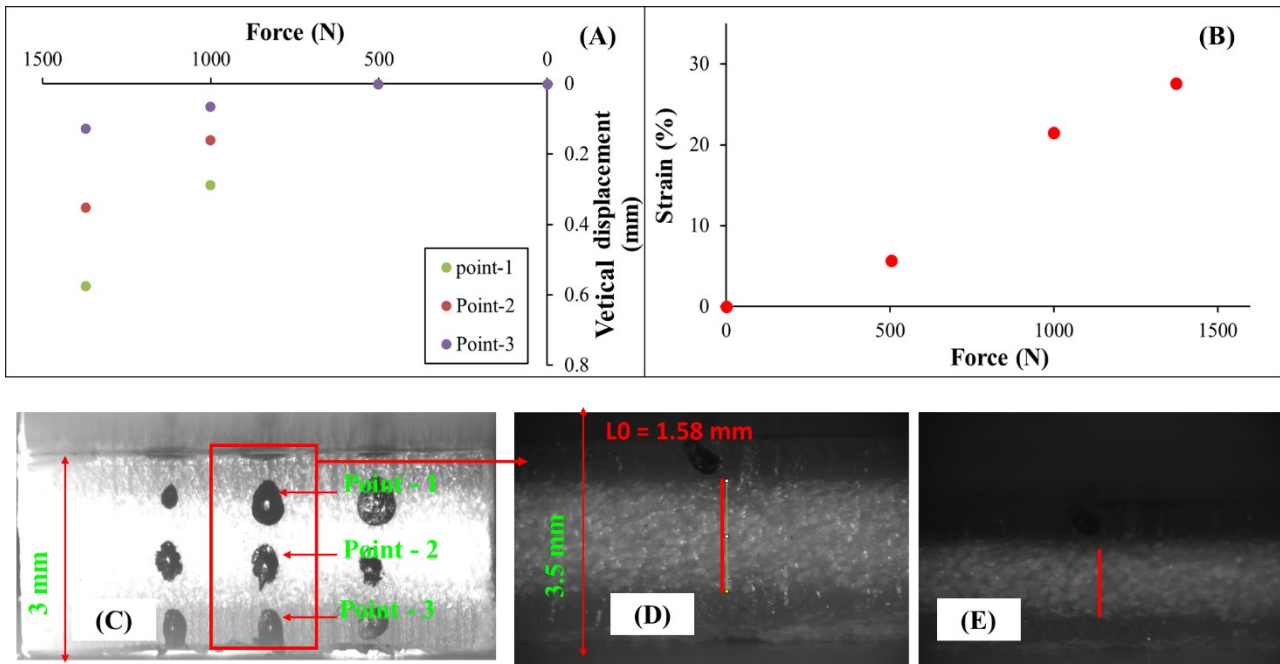 Force (N)
(A)
1500
1000
500
0
0
0.2
0.4
0.6
0.8
Vetical displacement
(mm)
point-1
Point-2
Point-3
(B)
30
20
10
0
Strain (%)
0
500
1000
1500
Force (N)
3 mm
Point - 1
Point - 2
Point - 3
(C)
L0 = 1.58 mm
3.5 mm
(D)
(E)